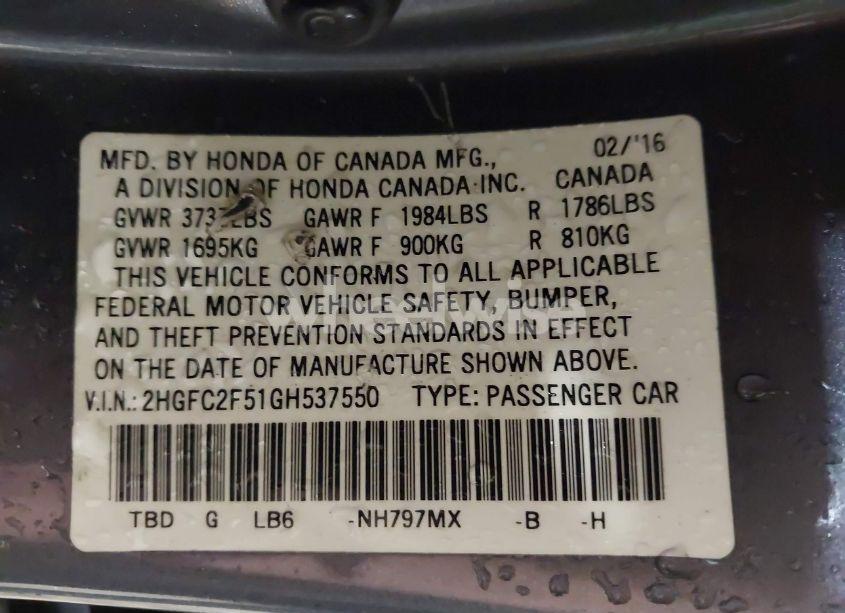 MFD. BY HONDA OF CANADA MFG., 02/'16
A DIVISION OF HONDA CANADA INC. CANADA
GVWR GAWR F 1984LBS R 1786LBS
GVWR 1695KG GAWR F 900KG R 810KG
THIS VEHICLE CONFORMS TO ALL APPLICABLE
FEDERAL MOTOR VEHICLE SAFETY, BUMPER,
AND THEFT PREVENTION STANDARDS IN EFFECT
ON THE DATE OF MANUFACTURE SHOWN ABOVE.
V.I.N.: 2HGFC2F51GH537550 TYPE: PASSENGER CAR
TBD G LB6 -NH797MX -B -H